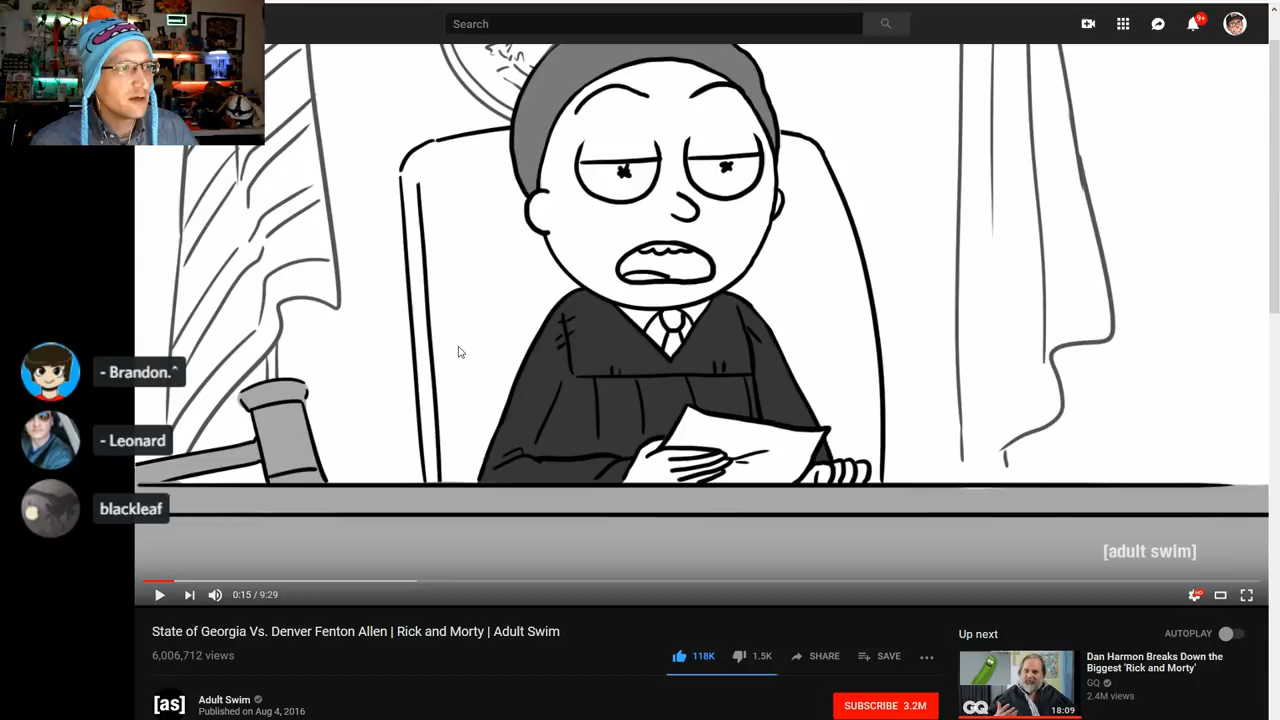 Search
9+
- Brandon.^
- Leonard
blackleaf
[adult swim]
0:15 / 9:29
HD
State of Georgia Vs. Denver Fenton Allen | Rick and Morty | Adult Swim
6,006,712 views
118K
1.5K
SHARE
SAVE
[as]
Adult Swim
Published on Aug 4, 2016
SUBSCRIBE 3.2M
Up next
AUTOPLAY
Dan Harmon Breaks Down the
Biggest 'Rick and Morty'
GQ
2.4M views
GQ
18:09